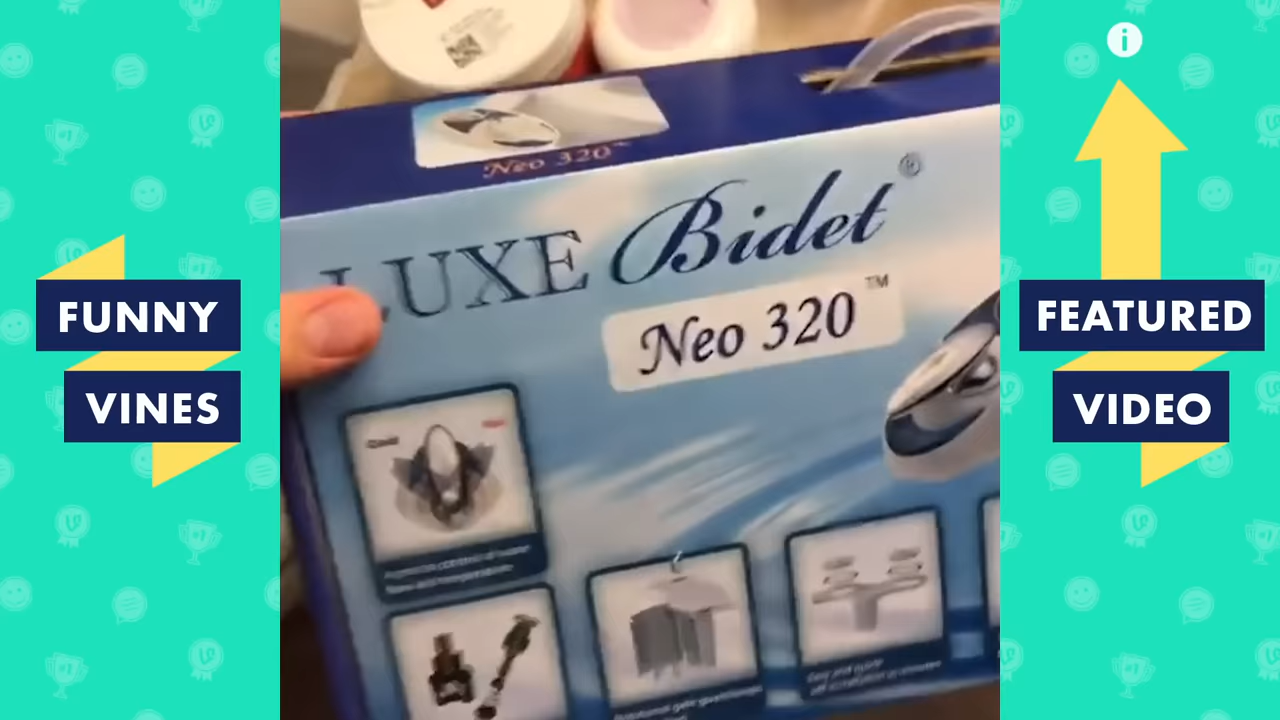 FUNNY
VINES
Neo 320™
LUXE Bidet®
Neo 320™
FEATURED
VIDEO
i